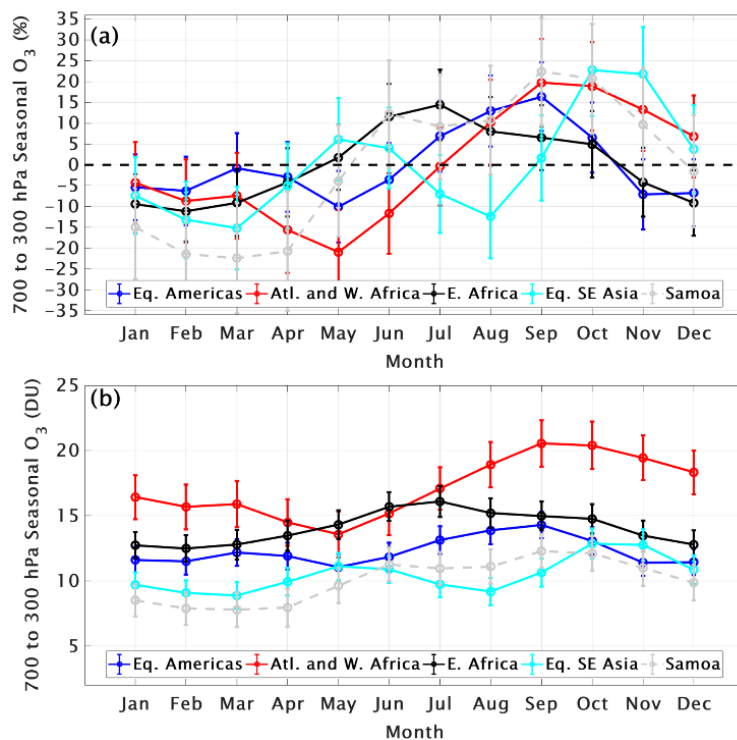 (a)
700 to 300 hPa Seasonal O3 (%)
35
30
25
20
15
10
5
0
-5
-10
-15
-20
-25
-30
-35
Eq. Americas Atl. and W. Africa E. Africa Eq. SE Asia Samoa
Jan Feb Mar Apr May Jun Jul Aug Sep Oct Nov Dec
Month
(b)
700 to 300 hPa Seasonal O3 (DU)
25
20
15
10
5
Eq. Americas Atl. and W. Africa E. Africa Eq. SE Asia Samoa
Jan Feb Mar Apr May Jun Jul Aug Sep Oct Nov Dec
Month